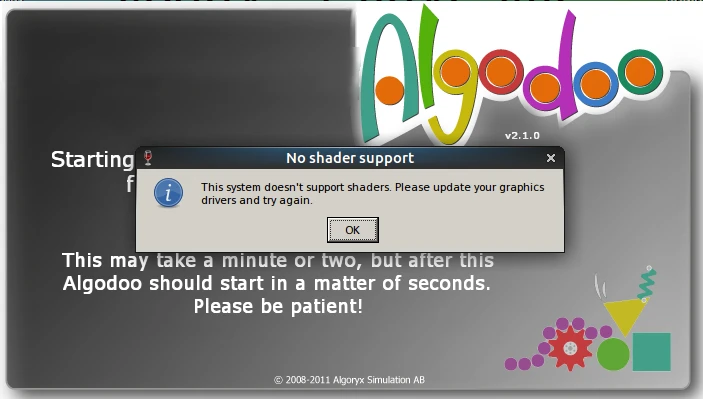 Algodoo
v2.1.0
Starting
f
No shader support
This system doesn't support shaders. Please update your graphics
drivers and try again.
OK
This may take a minute or two, but after this
Algodoo should start in a matter of seconds.
Please be patient!
© 2008-2011 Algoryx Simulation AB